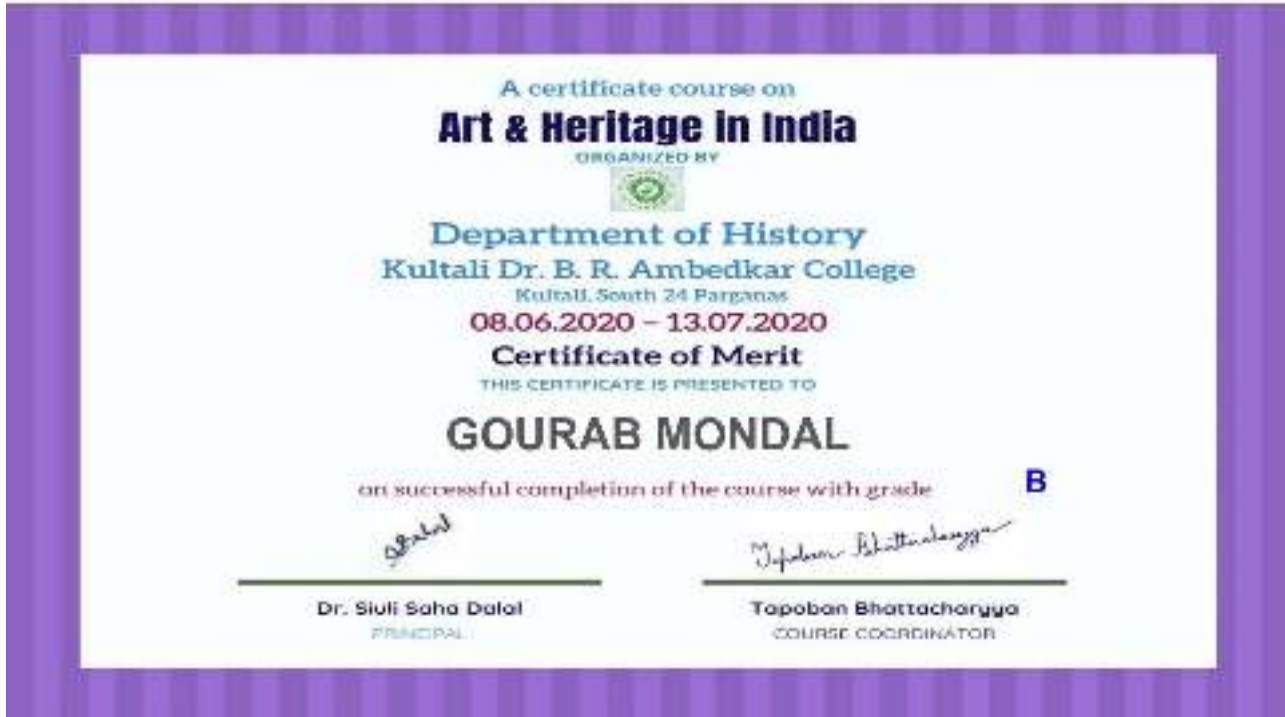 A certificate course on
Art & Heritage in India
ORGANIZED BY
Department of History
Kultali Dr. B. R. Ambedkar College
Kultali, South 24 Parganas
08.06.2020 – 13.07.2020
Certificate of Merit
THIS CERTIFICATE IS PRESENTED TO
GOURAB MONDAL
on successful completion of the course with grade B
Tapoban Bhattacharyya
Dr. Siuli Saha Dalal
Tapoban Bhattacharyya
PRINCIPAL
COURSE COORDINATOR